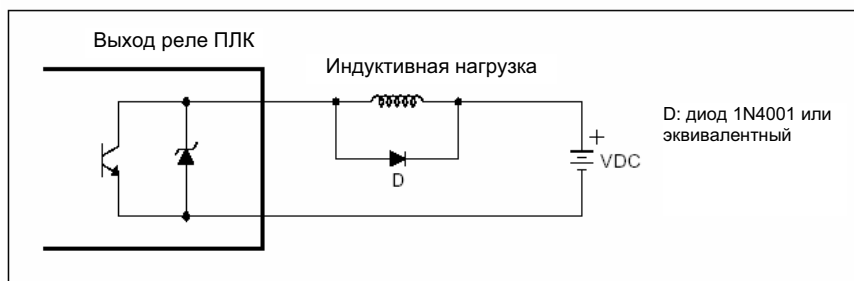 Выход реле ПЛК
Индуктивная нагрузка
D: диод 1N4001 или
эквивалентный
+
VDC
D